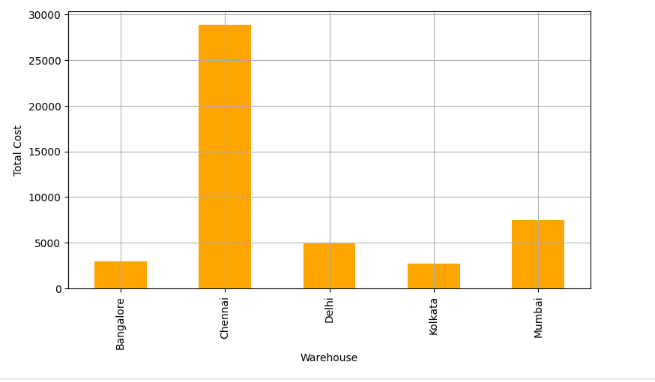 30000
25000
20000
15000
10000
5000
0
Total Cost
Bangalore
Chennai
Delhi
Kolkata
Mumbai
Warehouse